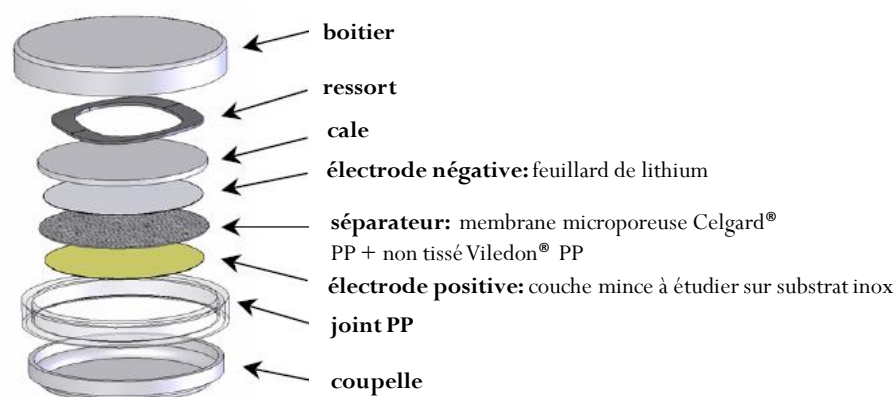 boitier
ressort
cale
électrode négative: feuillard de lithium
séparateur: membrane microporeuse Celgard®
PP + non tissé Viledon® PP
électrode positive: couche mince à étudier sur substrat inox
joint PP
coupelle